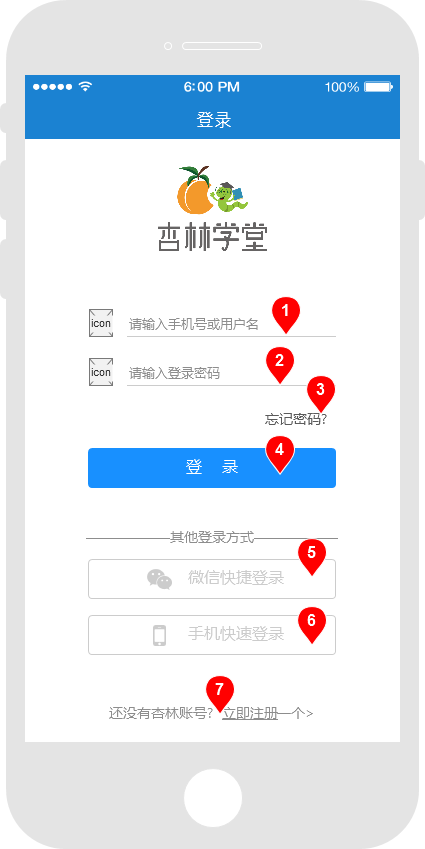 6:00 PM 100%
登录
杏林学堂
icon 请输入手机号或用户名 1
icon 请输入登录密码 2
3
忘记密码?
登 录 4
其他登录方式
5
微信快捷登录
6
手机快速登录
7
还没有杏林账号? 立即注册一个>